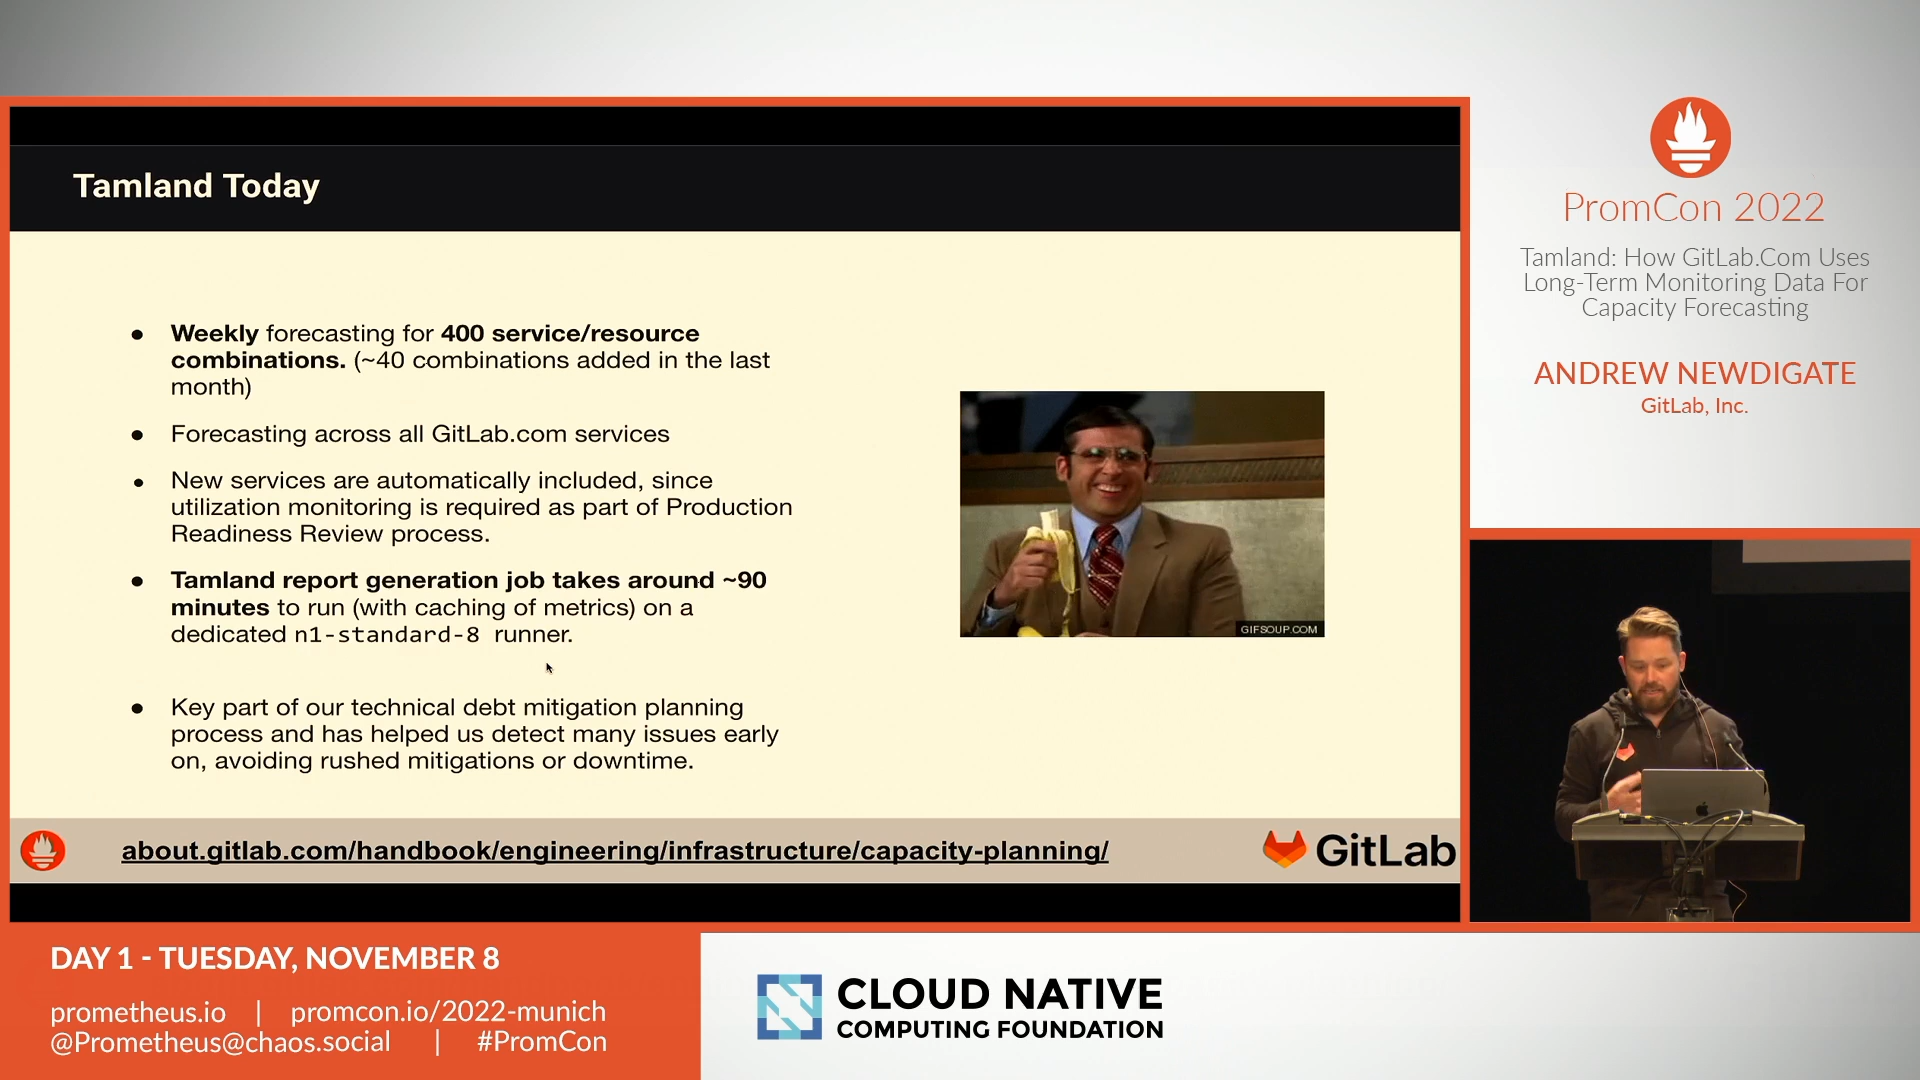 Tamland Today
● Weekly forecasting for 400 service/resource
combinations. (~40 combinations added in the last
month)
● Forecasting across all GitLab.com services
● New services are automatically included, since
utilization monitoring is required as part of Production
Readiness Review process.
● Tamland report generation job takes around ~90
minutes to run (with caching of metrics) on a
dedicated n1-standard-8 runner.
● Key part of our technical debt mitigation planning
process and has helped us detect many issues early
on, avoiding rushed mitigations or downtime.
GIFSOUP.COM
about.gitlab.com/handbook/engineering/infrastructure/capacity-planning/
GitLab
PromCon 2022
Tamland: How GitLab.Com Uses
Long-Term Monitoring Data For
Capacity Forecasting
ANDREW NEWDIGATE
GitLab, Inc.
DAY 1 - TUESDAY, NOVEMBER 8
prometheus.io | promcon.io/2022-munich
@Prometheus@chaos.social | #PromCon
CLOUD NATIVE
COMPUTING FOUNDATION